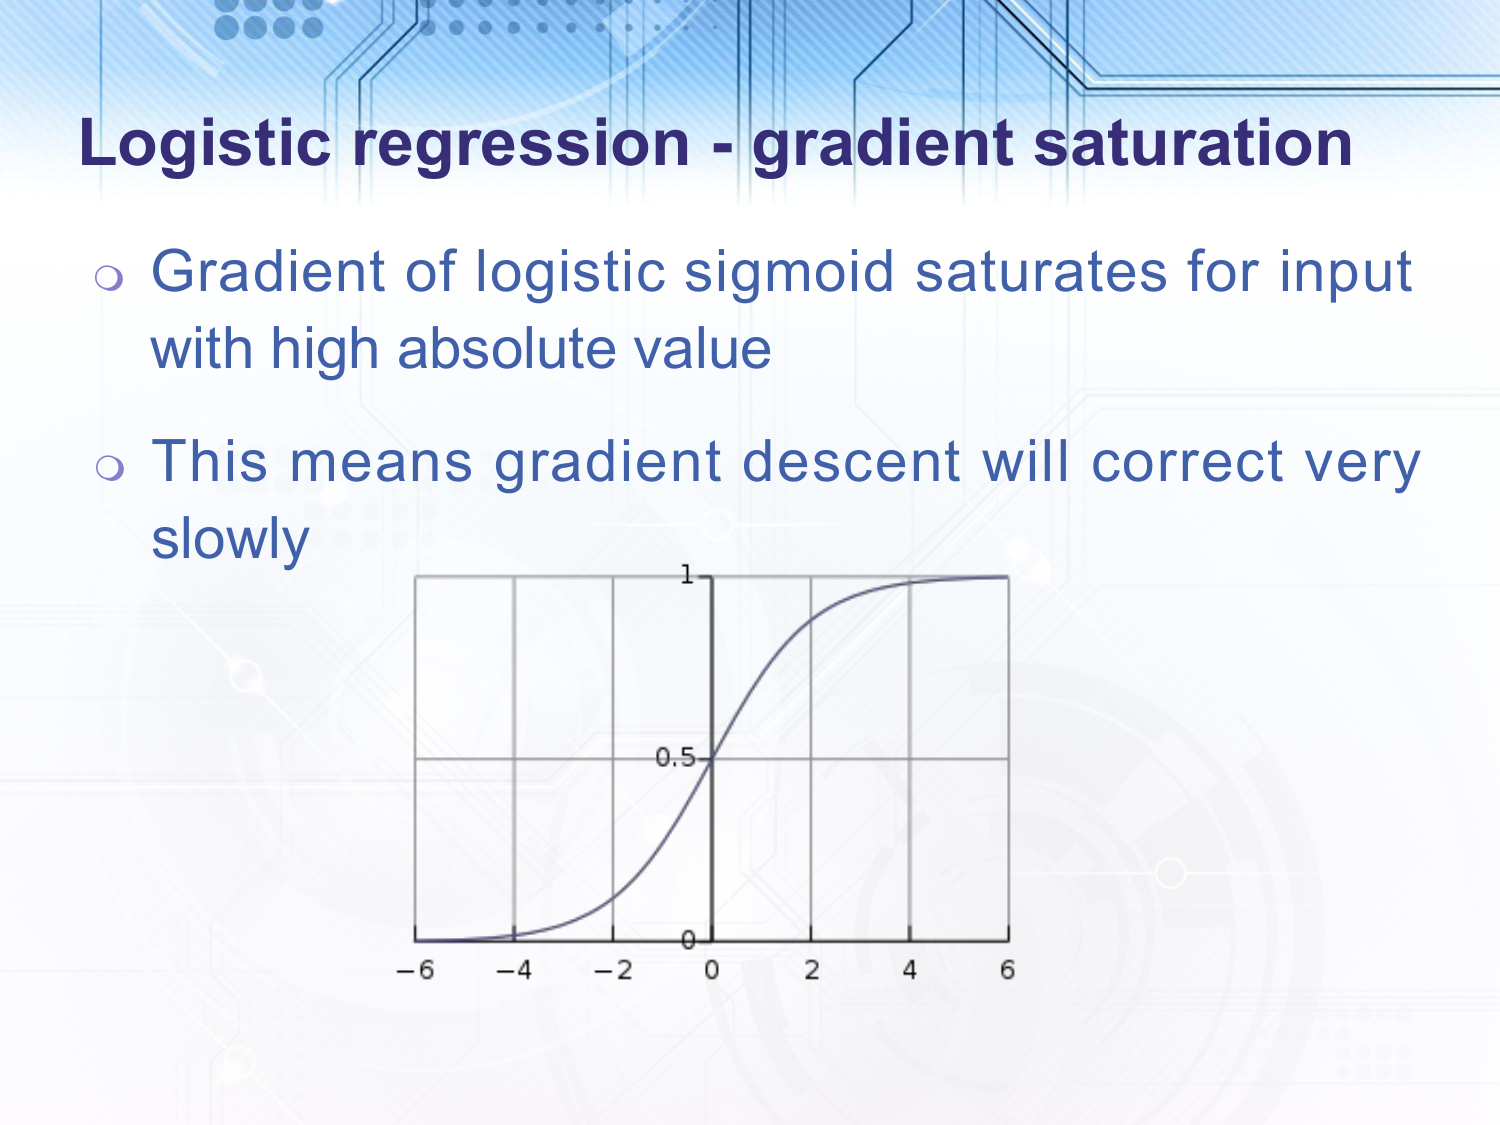 Logistic regression - gradient saturation
Gradient of logistic sigmoid saturates for input
with high absolute value
This means gradient descent will correct very
slowly
1
0.5
0
−6 −4 −2 0 2 4 6